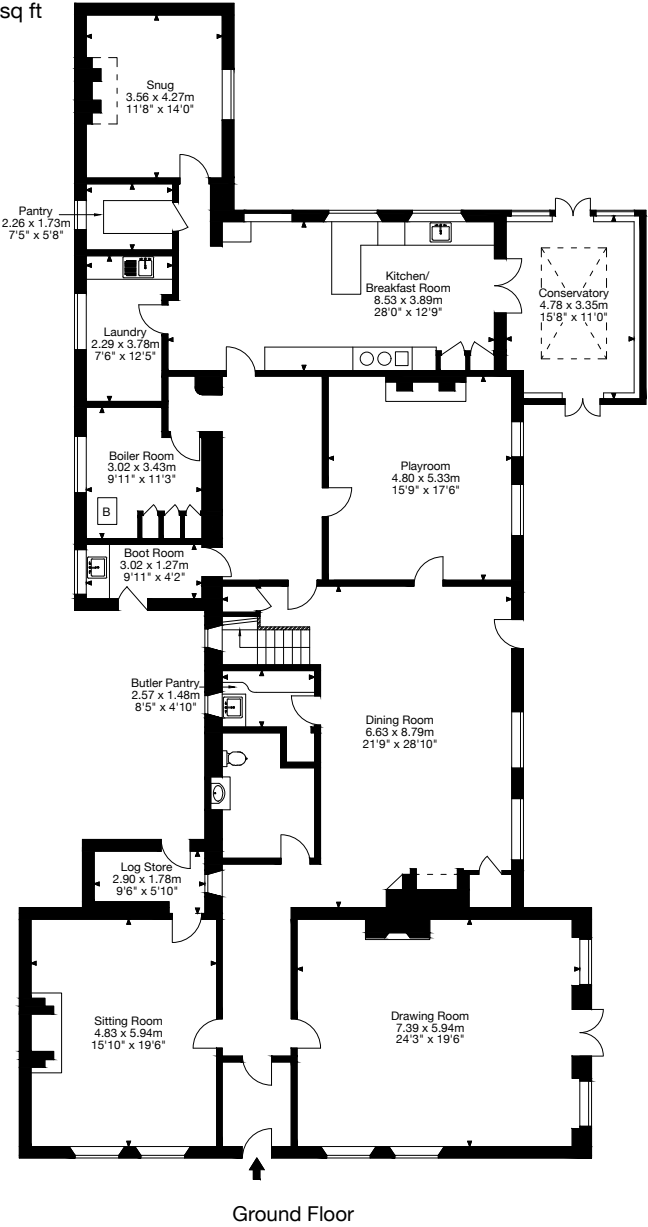 sq ft
Snug
3.56 x 4.27m
11'8" x 14'0"
Pantry
2.26 x 1.73m
7'5" x 5'8"
Kitchen/
Breakfast Room
8.53 x 3.89m
28'0" x 12'9"
Conservatory
4.78 x 3.35m
15'8" x 11'0"
Laundry
2.29 x 3.78m
7'6" x 12'5"
Boiler Room
3.02 x 3.43m
9'11" x 11'3"
B
Playroom
4.80 x 5.33m
15'9" x 17'6"
Boot Room
3.02 x 1.27m
9'11" x 4'2"
Butler Pantry
2.57 x 1.48m
8'5" x 4'10"
Dining Room
6.63 x 8.79m
21'9" x 28'10"
Log Store
2.90 x 1.78m
9'6" x 5'10"
Sitting Room
4.83 x 5.94m
15'10" x 19'6"
Drawing Room
7.39 x 5.94m
24'3" x 19'6"
Ground Floor